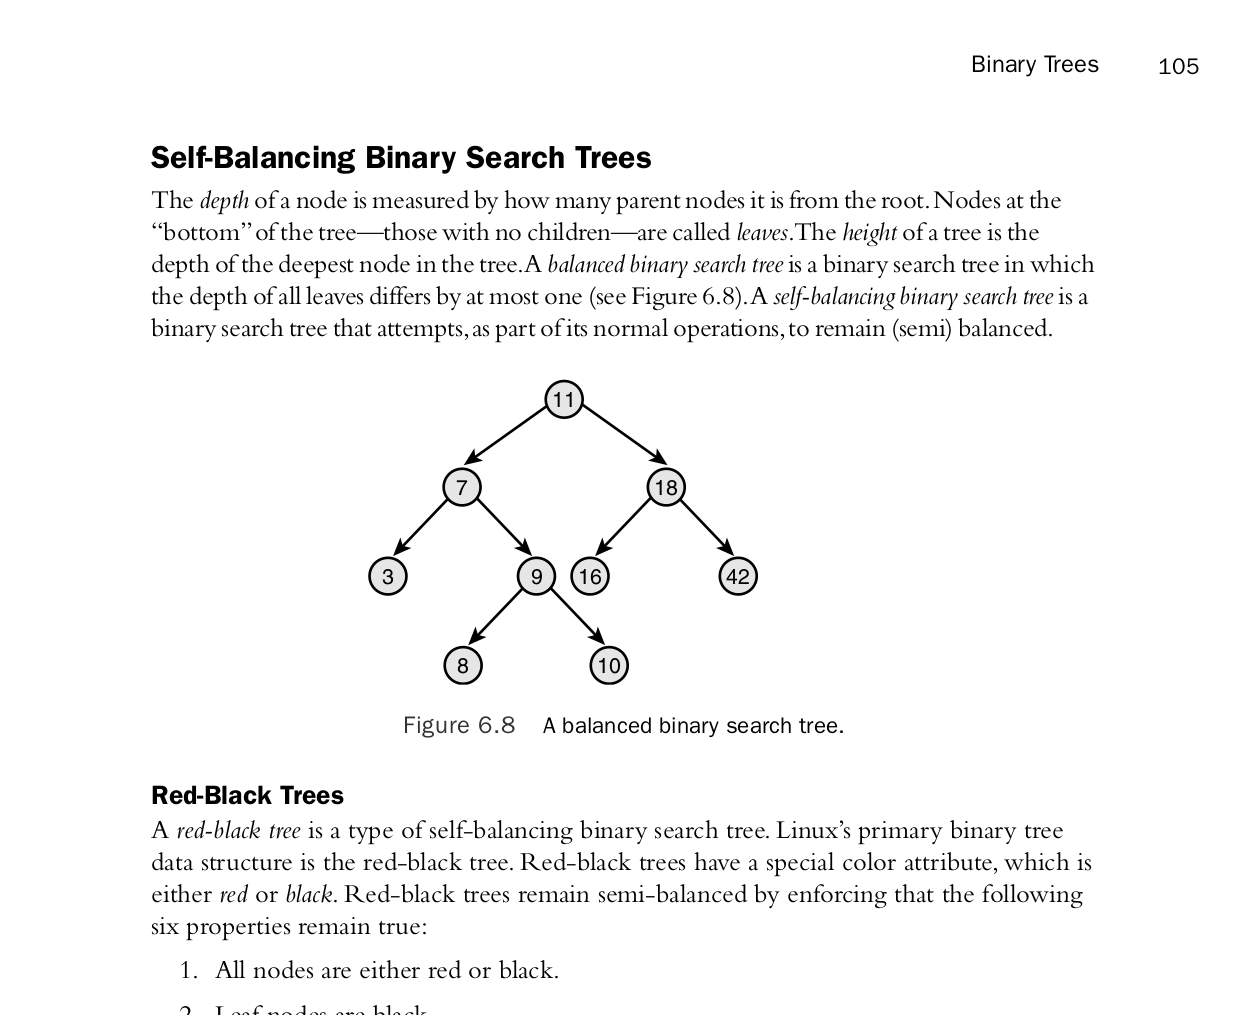 Binary Trees 105
Self-Balancing Binary Search Trees
The depth of a node is measured by how many parent nodes it is from the root. Nodes at the
“bottom” of the tree—those with no children—are called leaves. The height of a tree is the
depth of the deepest node in the tree. A balanced binary search tree is a binary search tree in which
the depth of all leaves differs by at most one (see Figure 6.8). A self-balancing binary search tree is a
binary search tree that attempts, as part of its normal operations, to remain (semi) balanced.
11
7 18
3 9 16 42
8 10
Figure 6.8 A balanced binary search tree.
Red-Black Trees
A red-black tree is a type of self-balancing binary search tree. Linux’s primary binary tree
data structure is the red-black tree. Red-black trees have a special color attribute, which is
either red or black. Red-black trees remain semi-balanced by enforcing that the following
six properties remain true:
1. All nodes are either red or black.
2. Leaf nodes are black.